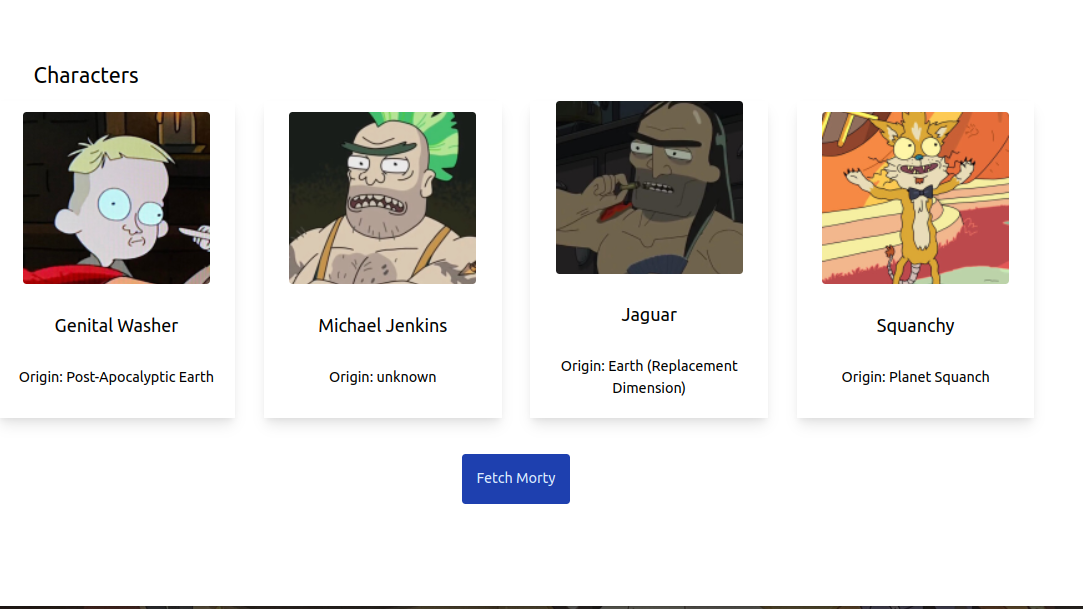 Characters
Genital Washer
Origin: Post-Apocalyptic Earth
Michael Jenkins
Origin: unknown
Jaguar
Origin: Earth (Replacement
Dimension)
Squanchy
Origin: Planet Squanch
Fetch Morty